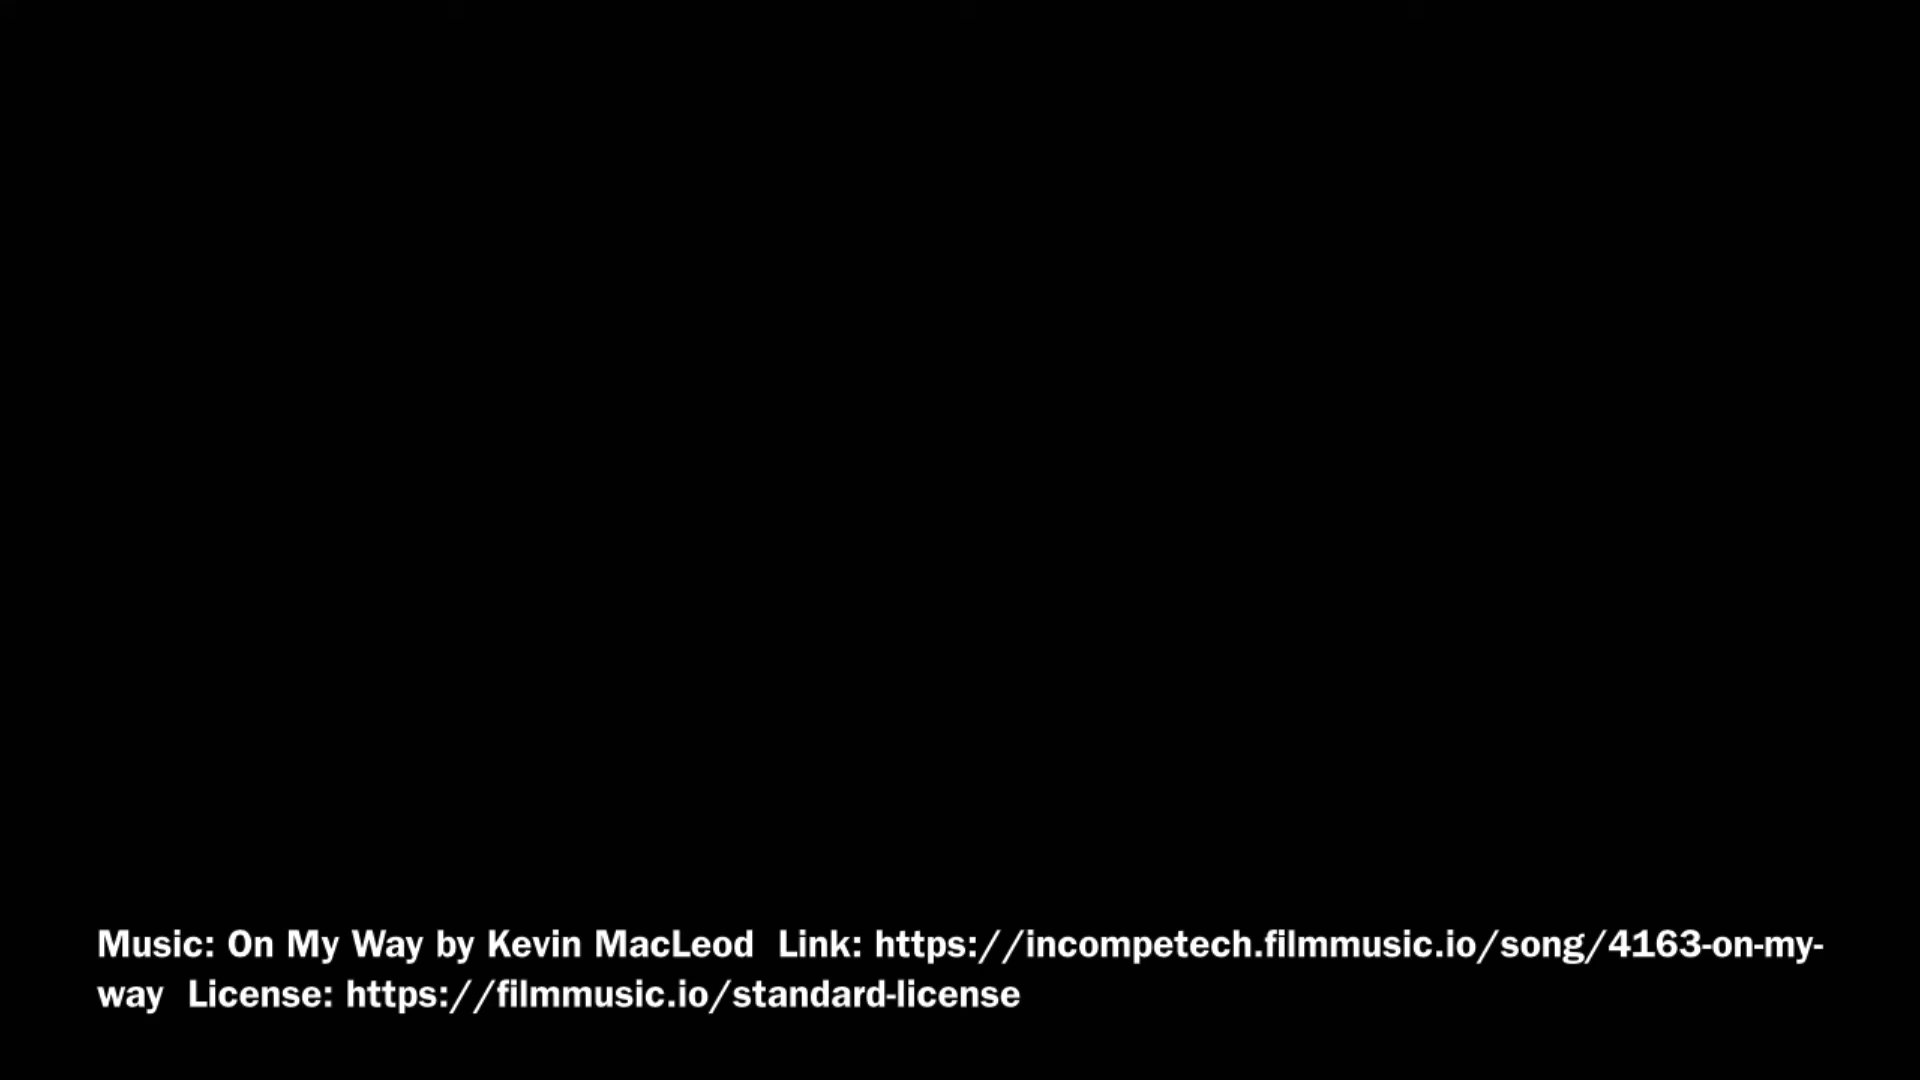 Music: On My Way by Kevin MacLeod  Link: https://incompetech.filmmusic.io/song/4163-on-my-
way  License: https://filmmusic.io/standard-license